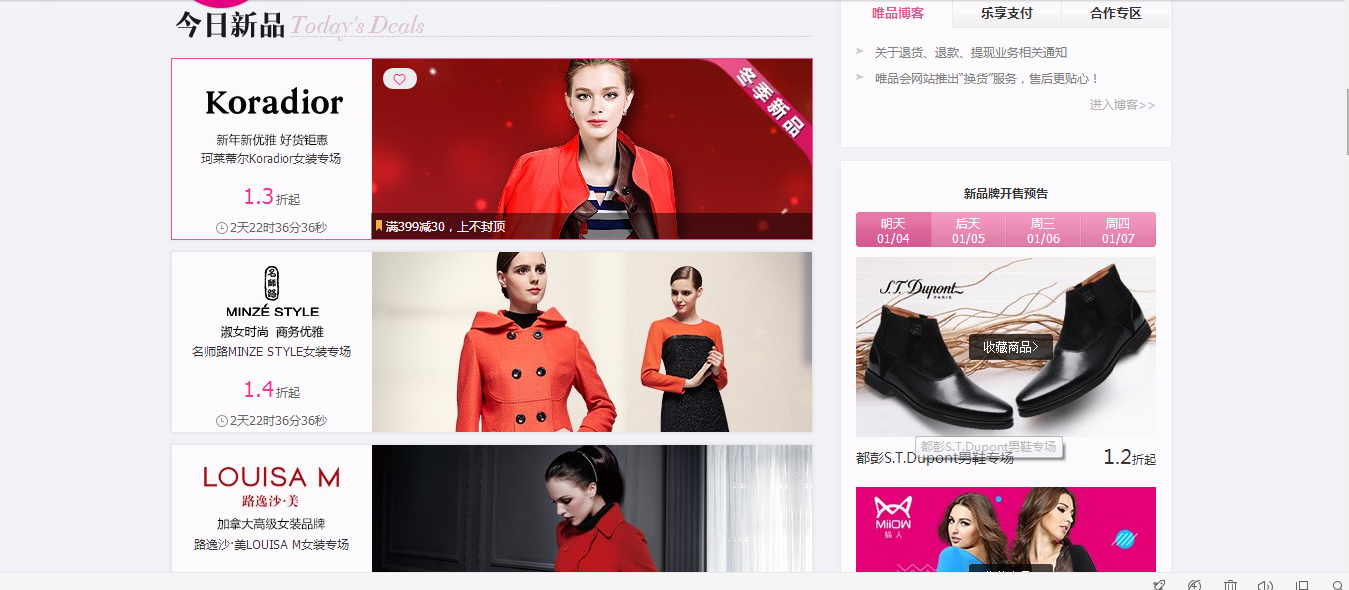 今日新品 Today's Deals
Koradior
新年新优雅 好货钜惠
珂莱蒂尔Koradior女装专场
1.3折起
2天22时36分36秒
冬季新品
满399减30，上不封顶
名师路
MINZÉ STYLE
淑女时尚 商务优雅
名师路MINZE STYLE女装专场
1.4折起
2天22时36分36秒
LOUISA M
路逸沙·美
加拿大高级女装品牌
路逸沙·美LOUISA M女装专场
唯品博客 乐享支付 合作专区
关于退货、退款、提现业务相关通知
唯品会网站推出“换货”服务，售后更贴心！
进入博客>>
新品牌开售预告
明天 后天 周三 周四
01/04 01/05 01/06 01/07
S.T. Dupont
PARIS
收藏商品>
都彭S.T.Dupont男鞋专场
都彭S.T.Dupont男鞋专场 1.2折起
MiiOW
猫人